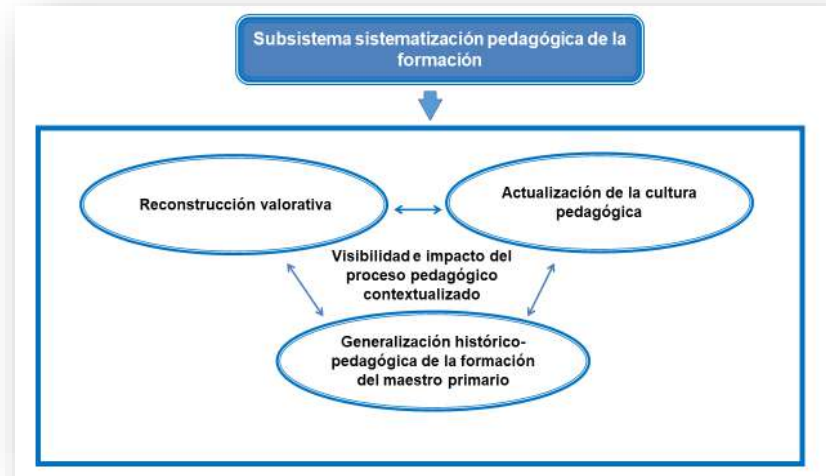 Subsistema sistematización pedagógica de la
formación
Reconstrucción valorativa
Actualización de la cultura
pedagógica
Visibilidad e impacto del
proceso pedagógico
contextualizado
Generalización histórico-
pedagógica de la formación
del maestro primario